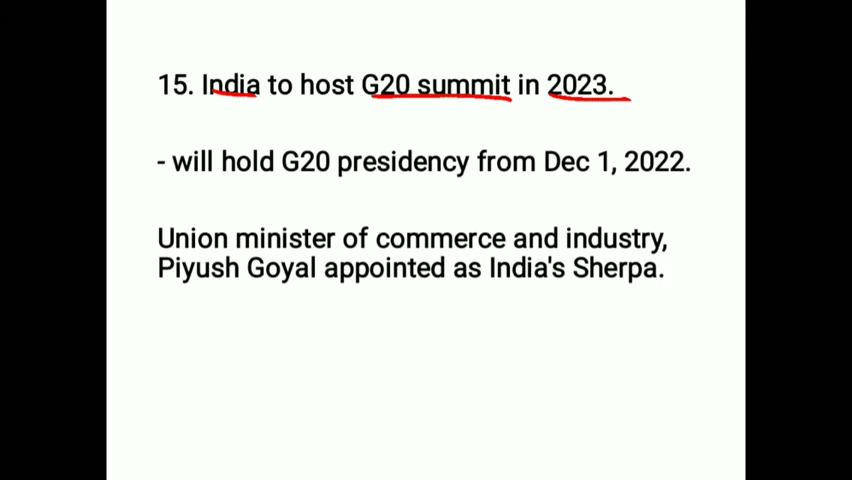 15. India to host G20 summit in 2023.
- will hold G20 presidency from Dec 1, 2022.
Union minister of commerce and industry,
Piyush Goyal appointed as India's Sherpa.